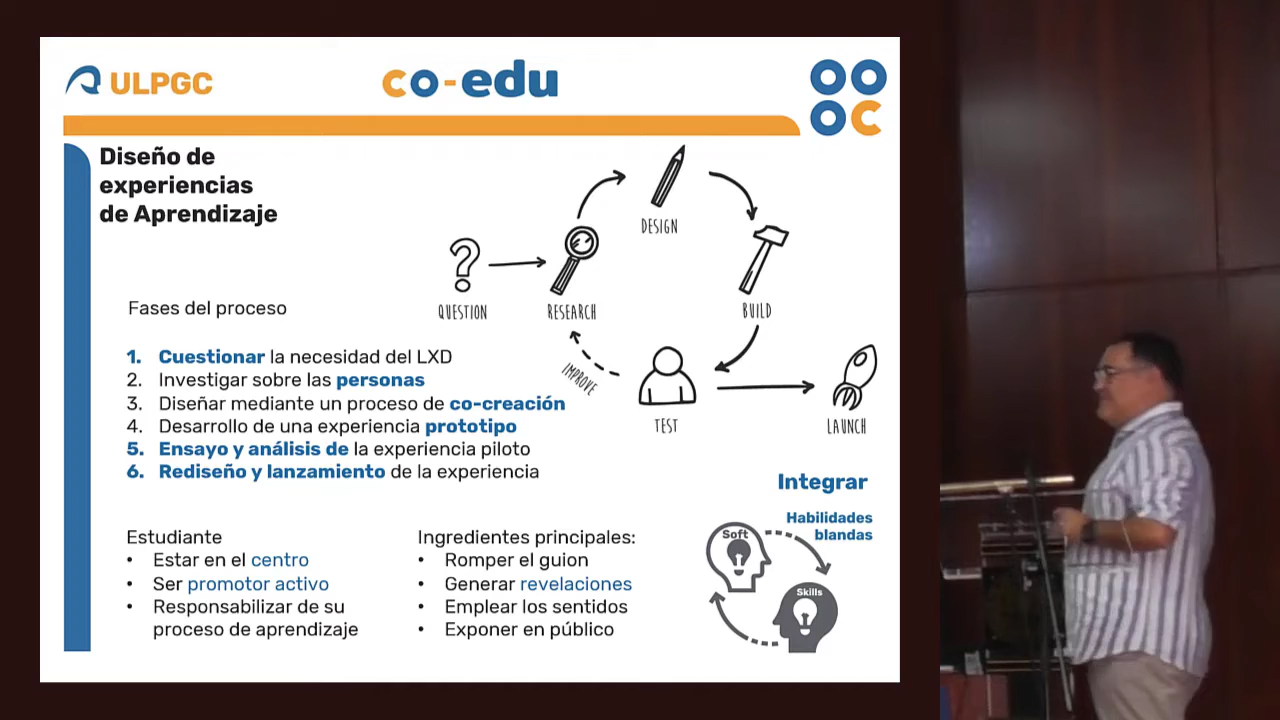 ULPGC
co-edu
Diseño de
experiencias
de Aprendizaje
DESIGN
QUESTION
RESEARCH
BUILD
IMPROVE
TEST
LAUNCH
Fases del proceso
1. Cuestionar la necesidad del LXD
2. Investigar sobre las personas
3. Diseñar mediante un proceso de co-creación
4. Desarrollo de una experiencia prototipo
5. Ensayo y análisis de la experiencia piloto
6. Rediseño y lanzamiento de la experiencia
Integrar
Habilidades
blandas
Soft
Skills
Estudiante
• Estar en el centro
• Ser promotor activo
• Responsabilizar de su
proceso de aprendizaje
Ingredientes principales:
• Romper el guion
• Generar revelaciones
• Emplear los sentidos
• Exponer en público